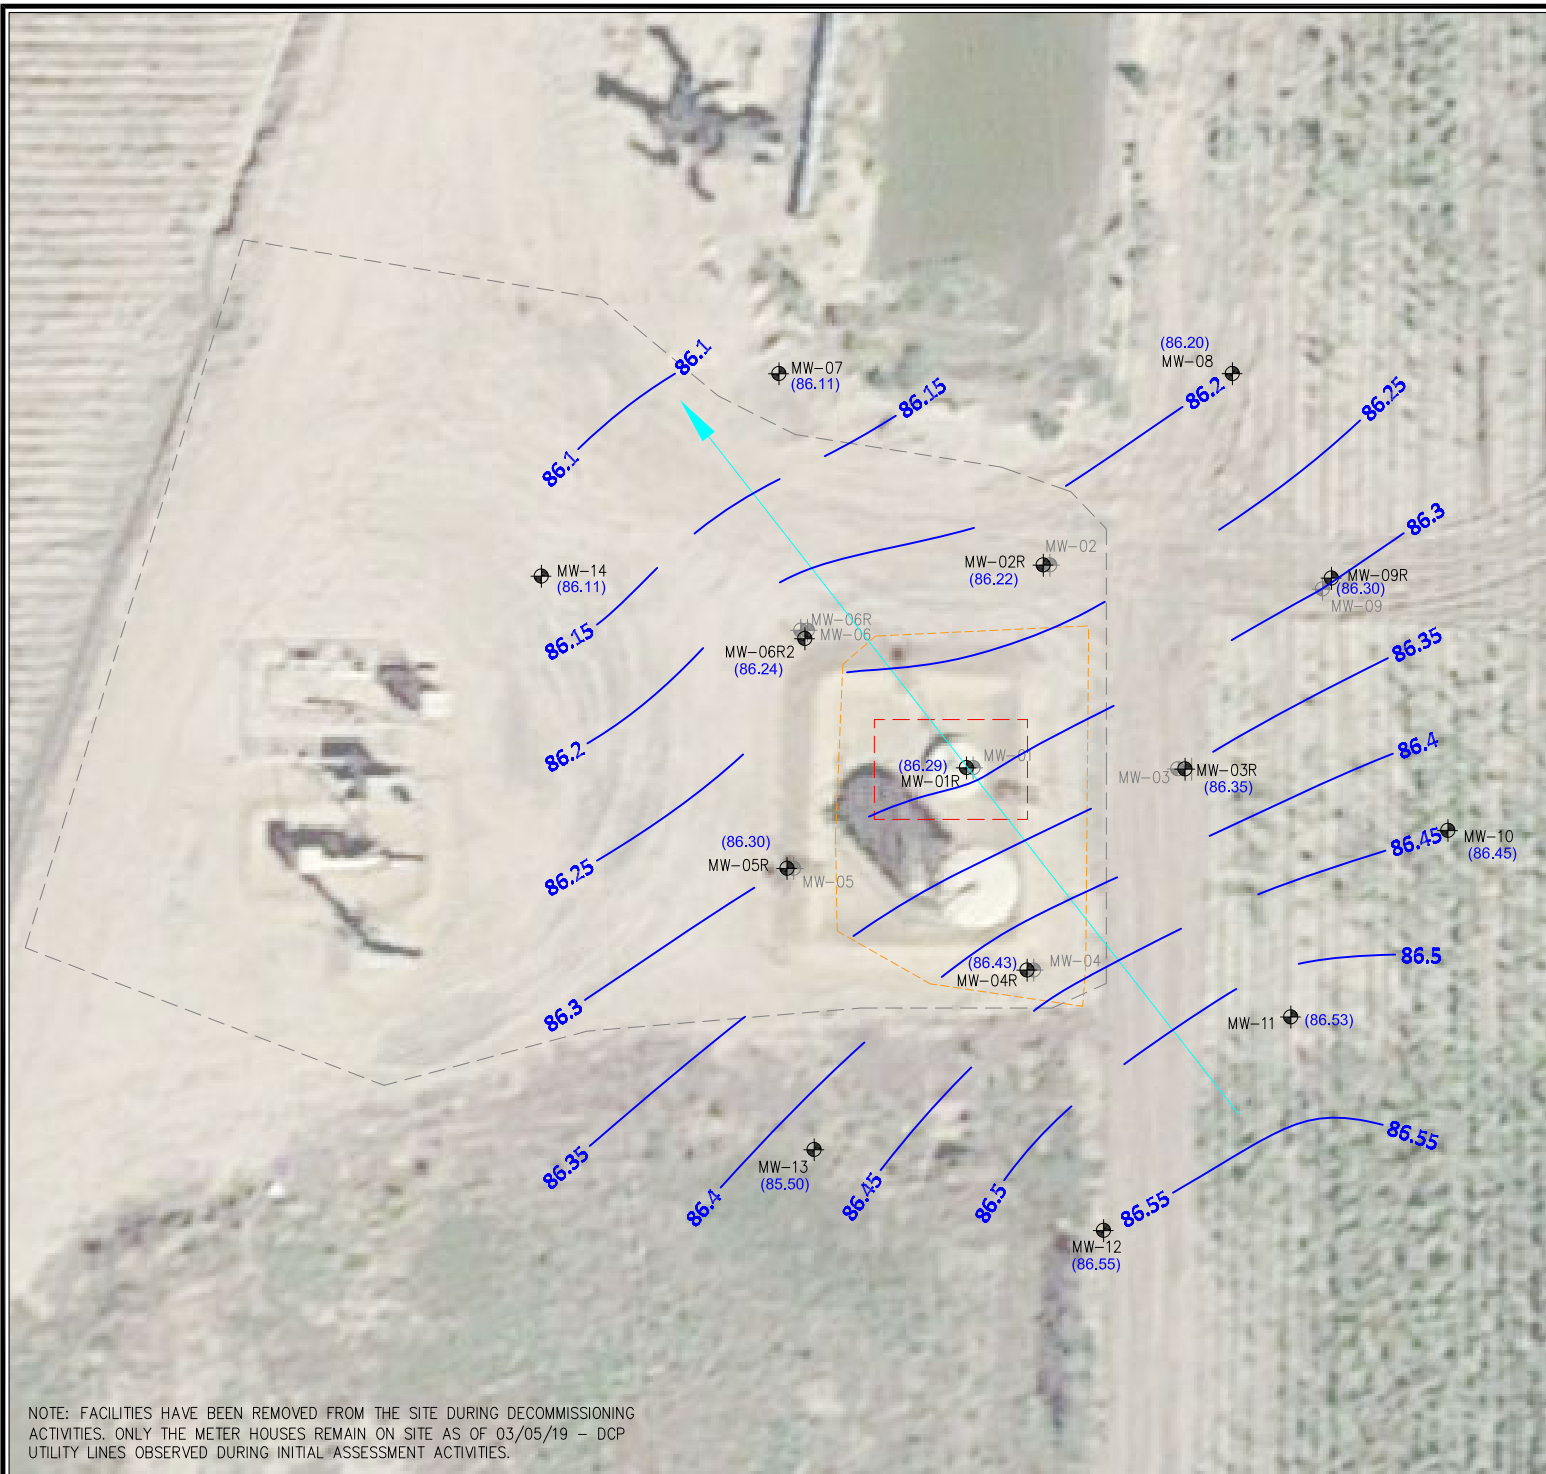 86.1
MW-07
(86.11)
(86.20)
MW-08
86.15
86.2
86.25
86.1
86.3
MW-02
MW-02R
(86.22)
MW-14
(86.11)
MW-09R
(86.30)
MW-09
MW-06R
MW-06
MW-06R2
(86.24)
86.15
86.35
86.2
86.4
MW-01
(86.29)
MW-01R
MW-03
MW-03R
(86.35)
86.45
MW-10
(86.45)
(86.30)
MW-05R
MW-05
86.25
86.5
(86.43)
MW-04
MW-04R
86.3
MW-11
(86.53)
86.35
MW-13
(85.50)
86.4
86.45
86.5
86.55
86.55
MW-12
(86.55)
NOTE: FACILITIES HAVE BEEN REMOVED FROM THE SITE DURING DECOMMISSIONING
ACTIVITIES. ONLY THE METER HOUSES REMAIN ON SITE AS OF 03/05/19 - DCP
UTILITY LINES OBSERVED DURING INITIAL ASSESSMENT ACTIVITIES.